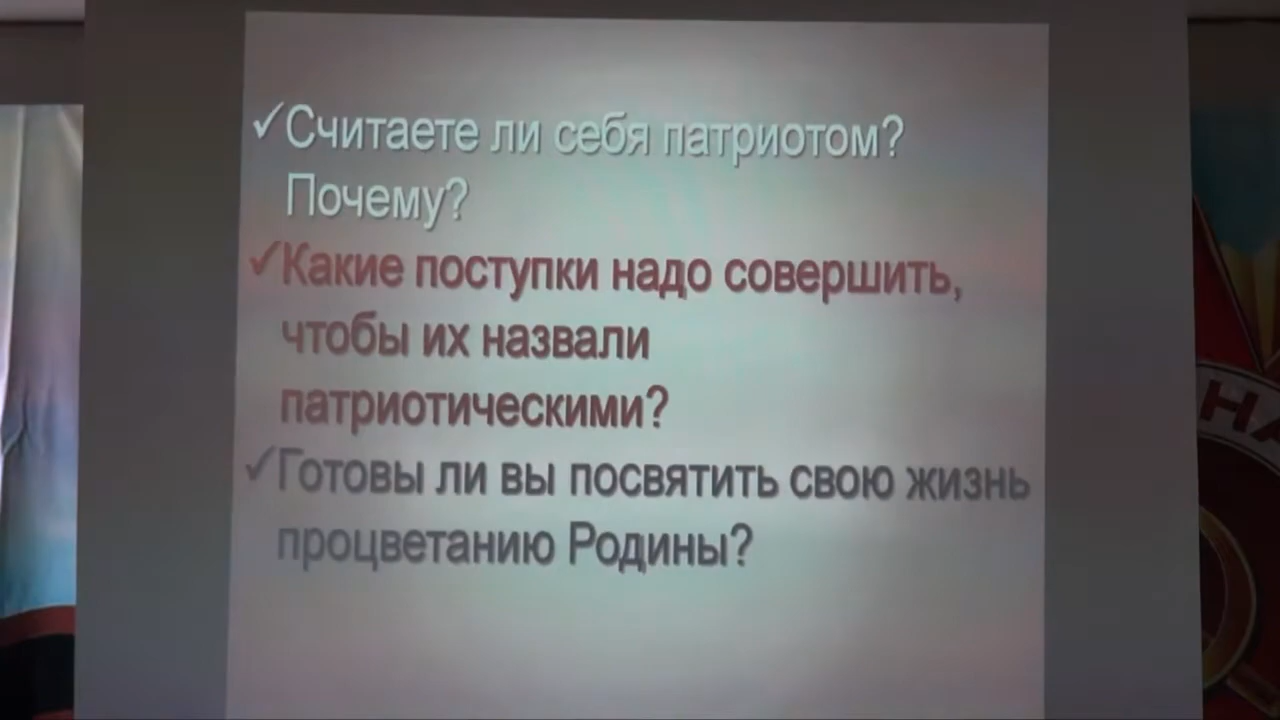 ✓Считаете ли себя патриотом?
Почему?
✓Какие поступки надо совершить,
чтобы их назвали
патриотическими?
✓Готовы ли вы посвятить свою жизнь
процветанию Родины?